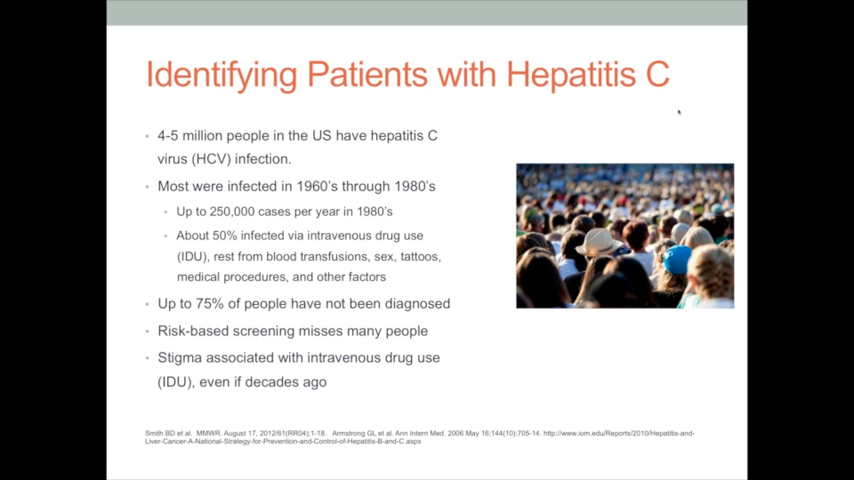 Identifying Patients with Hepatitis C
• 4-5 million people in the US have hepatitis C
virus (HCV) infection.
• Most were infected in 1960's through 1980's
• Up to 250,000 cases per year in 1980's
• About 50% infected via intravenous drug use
(IDU), rest from blood transfusions, sex, tattoos,
medical procedures, and other factors
• Up to 75% of people have not been diagnosed
• Risk-based screening misses many people
• Stigma associated with intravenous drug use
(IDU), even if decades ago
Smith BD et al. MMWR. August 17, 2012/61(RR04);1-18. Armstrong GL et al. Ann Intern Med. 2006 May 16;144(10):705-14. http://www.iom.edu/Reports/2010/Hepatitis-and-
Liver-Cancer-A-National-Strategy-for-Prevention-and-Control-of-Hepatitis-B-and-C.aspx